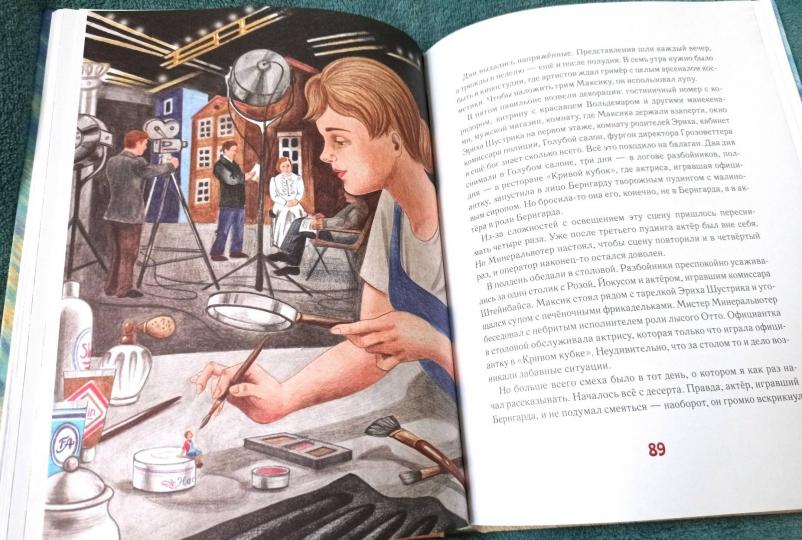 Дни выдались напряжённые. Представления шли каждый вечер,
а трижды в неделю — ещё и после полудня. В семь утра нужно было
быть в киностудии, где артистов ждал гримёр с целым арсеналом кос-
метики. Чтобы наложить грим Максику, он использовал лупу.
В пятом павильоне возвели декорации: гостиничный номер с ко-
ридором, витрину с красавцем Вольдемаром и другими манекена-
ми, мужской магазин, комнату, где Максика держали взаперти, окно
Эриха Шустрика на первом этаже, комнату родителей Эриха, кабинет
комиссара полиции, Голубой салон, фургон директора Грозоветтера
и ещё бог знает сколько всего. Всё это походило на балаган. Два дня
снимали в Голубом салоне, три дня — в логове разбойников, пол-
дня — в ресторане «Кривой кубок», где актриса, игравшая офици-
антку, запустила в лицо Бернгарду творожным пудингом с малино-
вым сиропом. Но бросила-то она его, конечно, не в Бернгарда, а в ак-
тёра в роли Бернгарда.
Из-за сложностей с освещением эту сцену пришлось пересни-
мать четыре раза. Уже после третьего пудинга актёр был вне себя.
Но Минеральвотер настоял, чтобы сцену повторили и в четвёртый
раз, и оператор наконец-то остался доволен.
В полдень обедали в столовой. Разбойники преспокойно усажива-
лись за один столик с Розой, Йокусом и актёром, игравшим комиссара
Штейнбайса. Максик стоял рядом с тарелкой Эриха Шустрика и уго-
щался супом с печёночными фрикадельками. Мистер Минеральвотер
беседовал с небритым исполнителем роли лысого Отто. Официантка
в столовой обслуживала актрису, которая только что играла офици-
антку в «Кривом кубке». Неудивительно, что за столом то и дело воз-
никали забавные ситуации.
Но больше всего смеха было в тот день, о котором я как раз на-
чал рассказывать. Началось всё с десерта. Правда, актёр, игравший
Бернгарда, и не подумал смеяться — наоборот, он громко вскрикнул
89